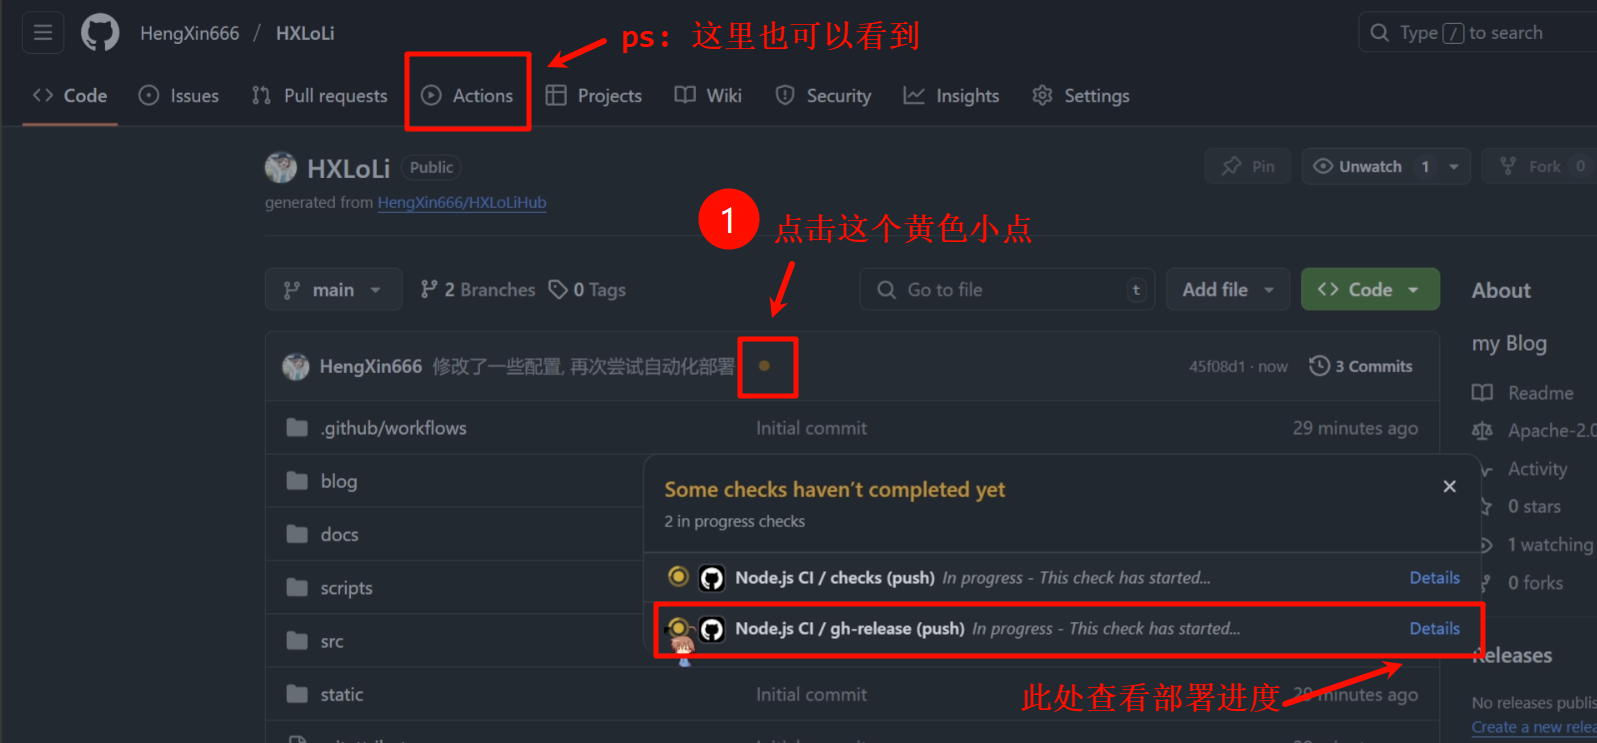 HengXin666 / HXLoLi
ps: 这里也可以看到
Type / to search
Code
Issues
Pull requests
Actions
Projects
Wiki
Security
Insights
Settings
HXLoLi Public
Pin
Unwatch 1
Fork 0
generated from HengXin666/HXLoLiHub
1 点击这个黄色小点
main
2 Branches
0 Tags
Go to file t
Add file
Code
About
my Blog
HengXin666 修改了一些配置, 再次尝试自动化部署
45f08d1 · now
3 Commits
Readme
.github/workflows Initial commit 29 minutes ago
Apache-2.0
blog
Activity
Some checks haven't completed yet
2 in progress checks
0 stars
docs
1 watching
Node.js CI / checks (push) In progress - This check has started... Details
scripts
0 forks
Node.js CI / gh-release (push) In progress - This check has started... Details
src
Releases
static Initial commit 29 minutes ago
此处查看部署进度
No releases publis
Create a new relea